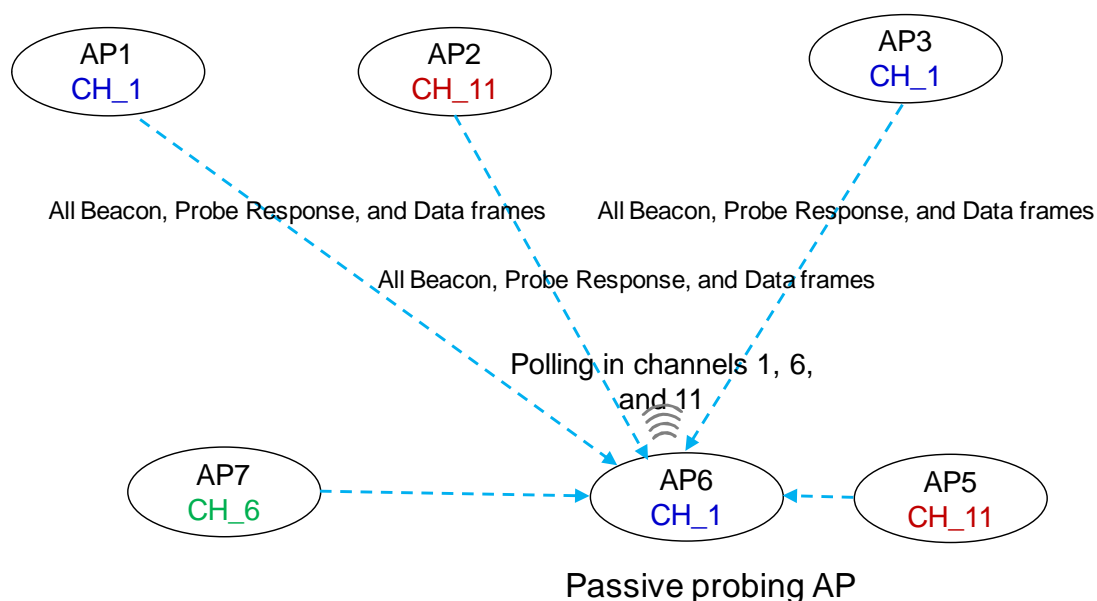 AP1
CH_1
AP2
CH_11
AP3
CH_1
All Beacon, Probe Response, and Data frames
All Beacon, Probe Response, and Data frames
All Beacon, Probe Response, and Data frames
Polling in channels 1, 6,
and 11
AP7
CH_6
AP6
CH_1
AP5
CH_11
Passive probing AP